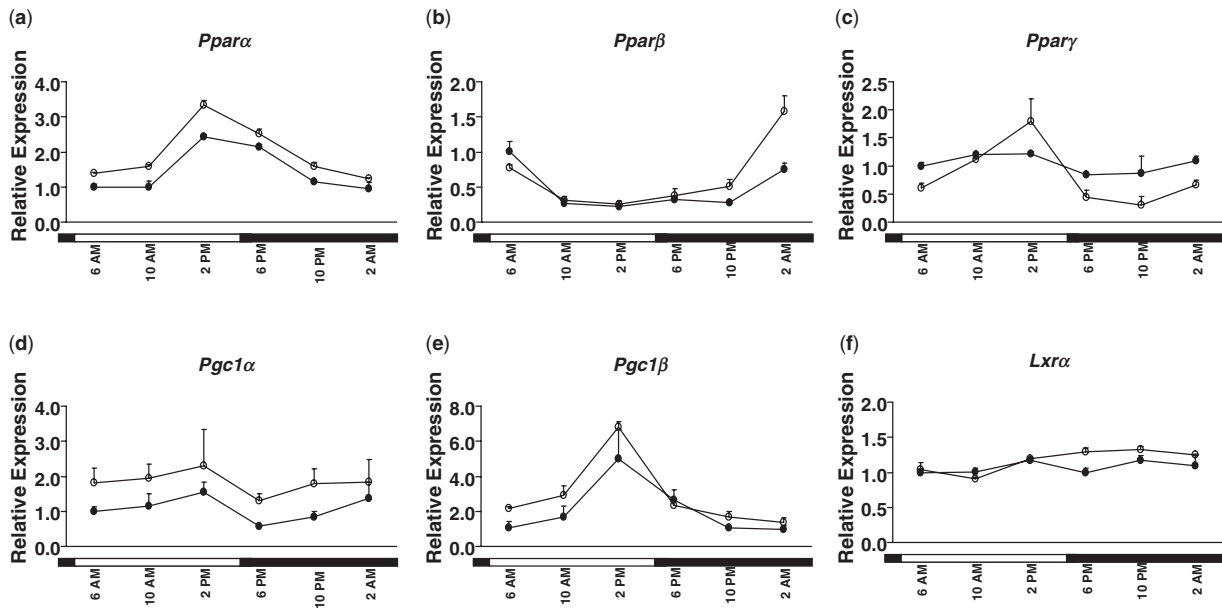 (a)
Pparα
Relative Expression
4.0
3.0
2.0
1.0
0.0
6 AM
10 AM
2 PM
6 PM
10 PM
2 AM
(b)
Pparβ
Relative Expression
2.0
1.5
1.0
0.5
0.0
6 AM
10 AM
2 PM
6 PM
10 PM
2 AM
(c)
Pparγ
Relative Expression
2.5
2.0
1.5
1.0
0.5
0.0
6 AM
10 AM
2 PM
6 PM
10 PM
2 AM
(d)
Pgc1α
Relative Expression
4.0
3.0
2.0
1.0
0.0
6 AM
10 AM
2 PM
6 PM
10 PM
2 AM
(e)
Pgc1β
Relative Expression
8.0
6.0
4.0
2.0
0.0
6 AM
10 AM
2 PM
6 PM
10 PM
2 AM
(f)
Lxrα
Relative Expression
2.0
1.5
1.0
0.5
0.0
6 AM
10 AM
2 PM
6 PM
10 PM
2 AM